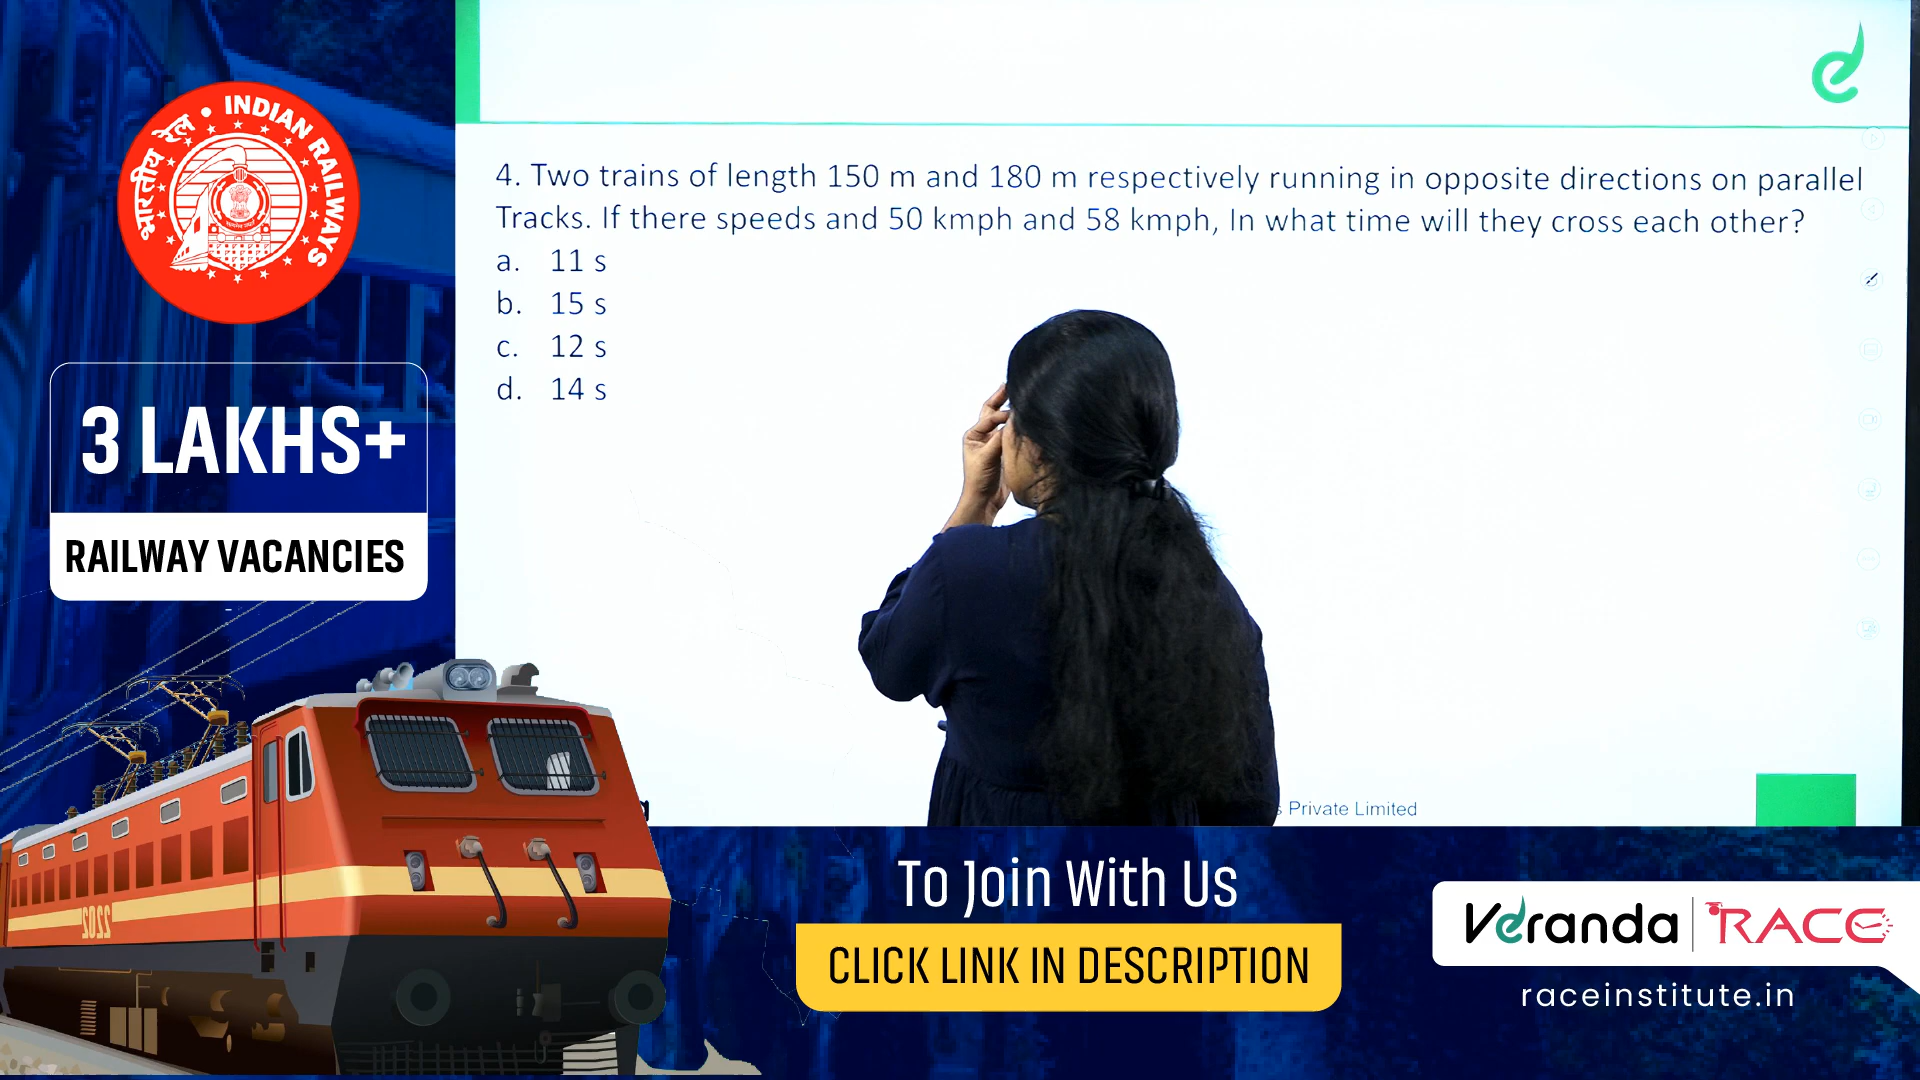 भारतीय रेल • INDIAN RAILWAYS
3 LAKHS+
RAILWAY VACANCIES
4. Two trains of length 150 m and 180 m respectively running in opposite directions on parallel
Tracks. If there speeds and 50 kmph and 58 kmph, In what time will they cross each other?
a. 11 s
b. 15 s
c. 12 s
d. 14 s
Private Limited
2022
To Join With Us
CLICK LINK IN DESCRIPTION
Veranda RACE
raceinstitute.in